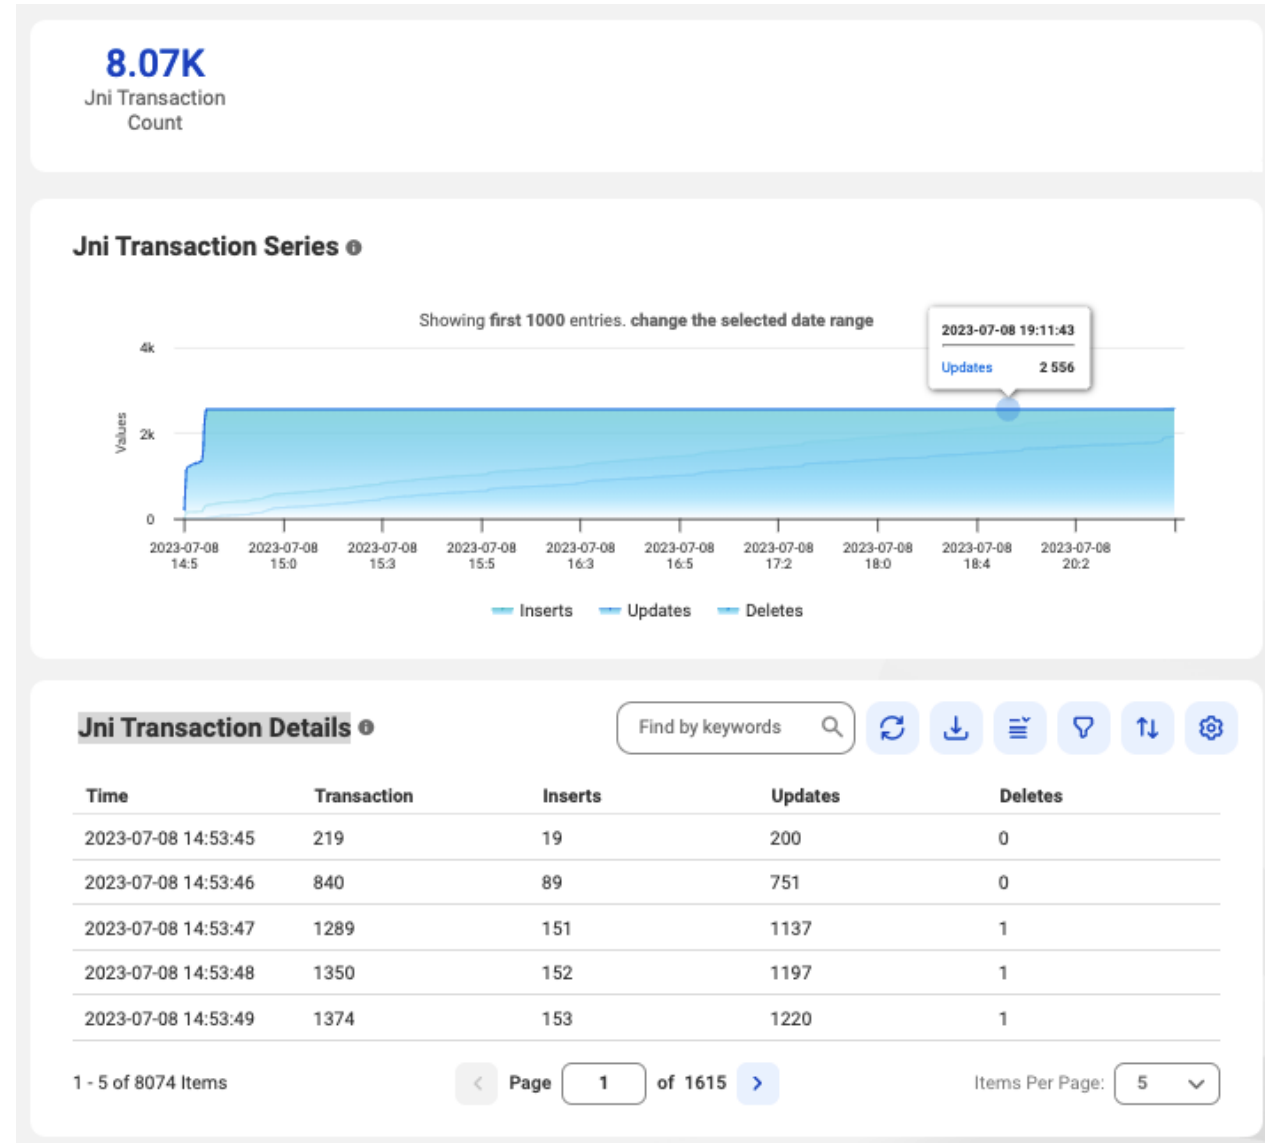 8.07K
Jni Transaction
Count
Jni Transaction Series
Showing first 1000 entries. change the selected date range
2023-07-08 19:11:43
Updates 2 556
Values
4k
2k
0
2023-07-08 2023-07-08 2023-07-08 2023-07-08 2023-07-08 2023-07-08 2023-07-08 2023-07-08 2023-07-08 2023-07-08
14:5 15:0 15:3 15:5 16:3 16:5 17:2 18:0 18:4 20:2
Inserts Updates Deletes
Jni Transaction Details
Find by keywords
Time Transaction Inserts Updates Deletes
2023-07-08 14:53:45 219 19 200 0
2023-07-08 14:53:46 840 89 751 0
2023-07-08 14:53:47 1289 151 1137 1
2023-07-08 14:53:48 1350 152 1197 1
2023-07-08 14:53:49 1374 153 1220 1
1 - 5 of 8074 Items Page 1 of 1615 Items Per Page: 5